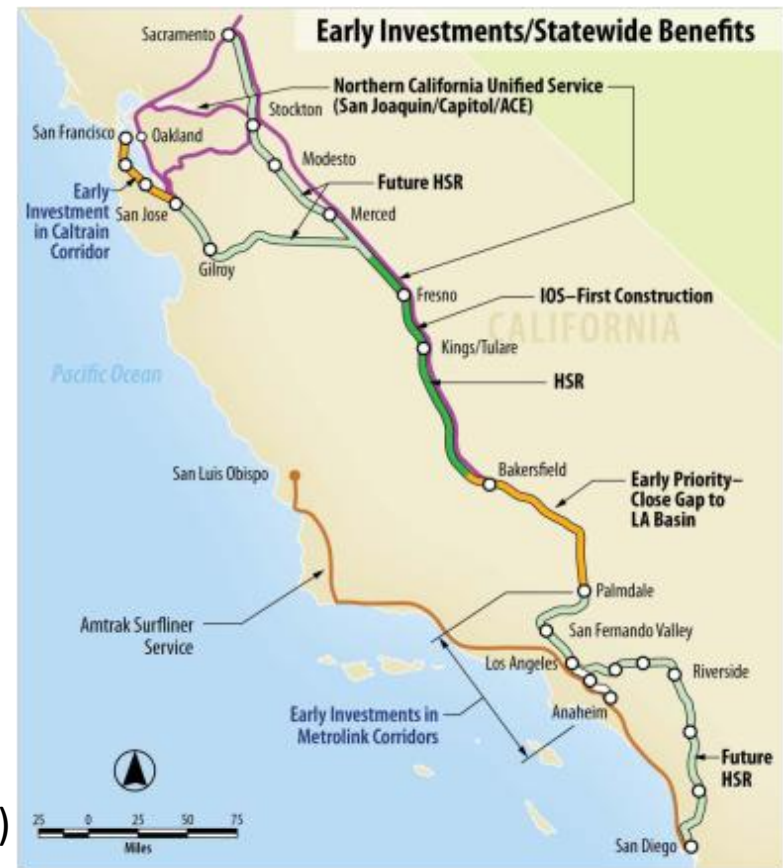 Early Investments/Statewide Benefits
Sacramento
Northern California Unified Service
(San Joaquin/Capitol/ACE)
Stockton
San Francisco
Oakland
Modesto
Early
Investment
in Caltrain
Corridor
Future HSR
San Jose
Merced
Gilroy
Fresno
IOS–First Construction
CALIFORNIA
Kings/Tulare
Pacific Ocean
HSR
San Luis Obispo
Bakersfield
Early Priority–
Close Gap to
LA Basin
Palmdale
Amtrak Surfliner
Service
San Fernando Valley
Los Angeles
Riverside
Early Investments in
Metrolink Corridors
Anaheim
Future
HSR
)
25 0 25 50 75
Miles
San Diego